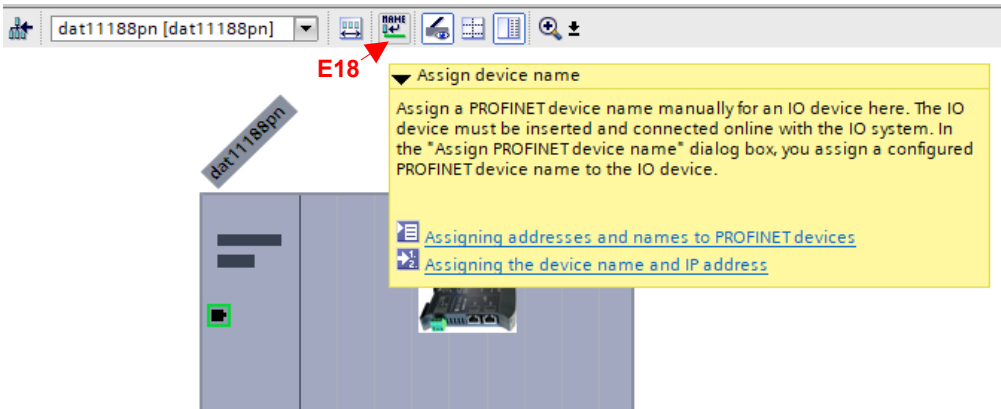 dat11188pn [dat11188pn]
NAME
E18
Assign device name
Assign a PROFINET device name manually for an IO device here. The IO
device must be inserted and connected online with the IO system. In
the "Assign PROFINET device name" dialog box, you assign a configured
PROFINET device name to the IO device.
dat11188pn
Assigning addresses and names to PROFINET devices
Assigning the device name and IP address